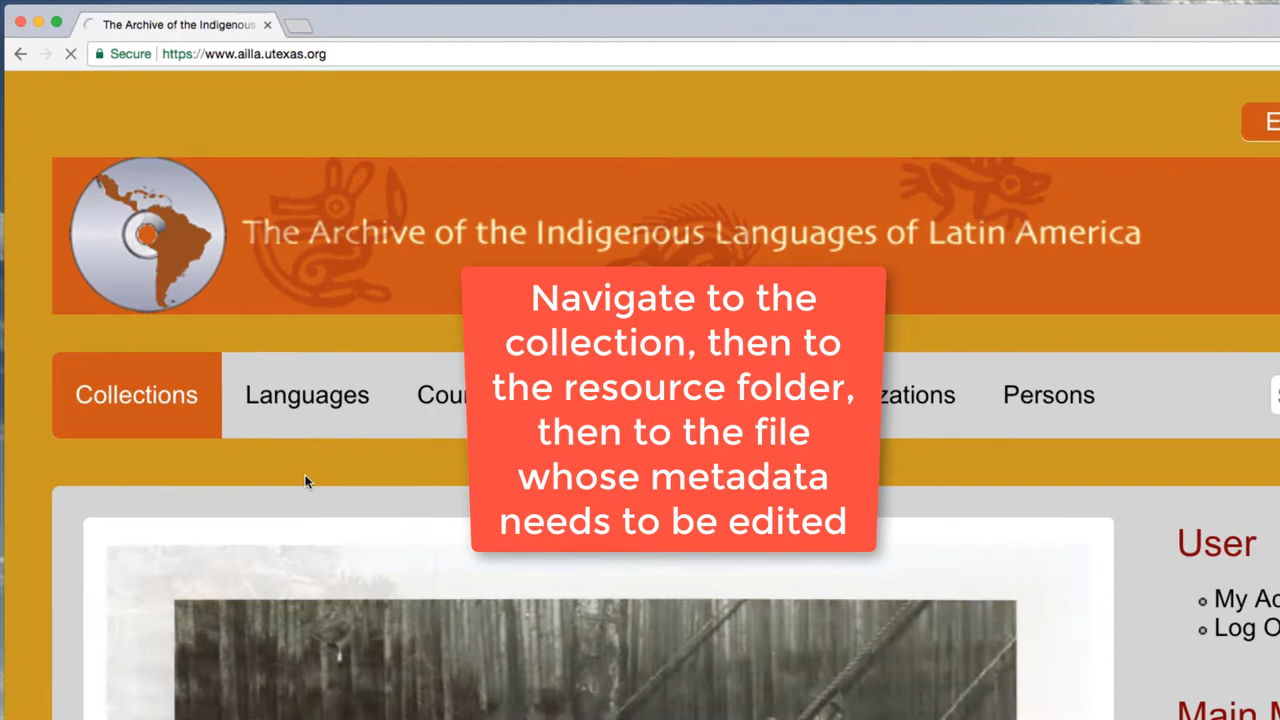 The Archive of the Indigenous
Secure https://www.ailla.utexas.org
The Archive of the Indigenous Languages of Latin America
Navigate to the
collection, then to
the resource folder,
then to the file
whose metadata
needs to be edited
Collections Languages Persons
User
My
Log
Main